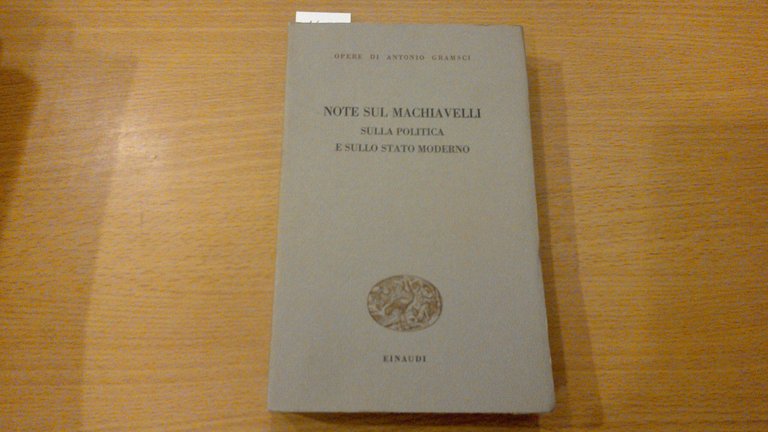 OPERE DI ANTONIO GRAMSCI
NOTE SUL MACHIAVELLI
SULLA POLITICA
E SULLO STATO MODERNO
EINAUDI